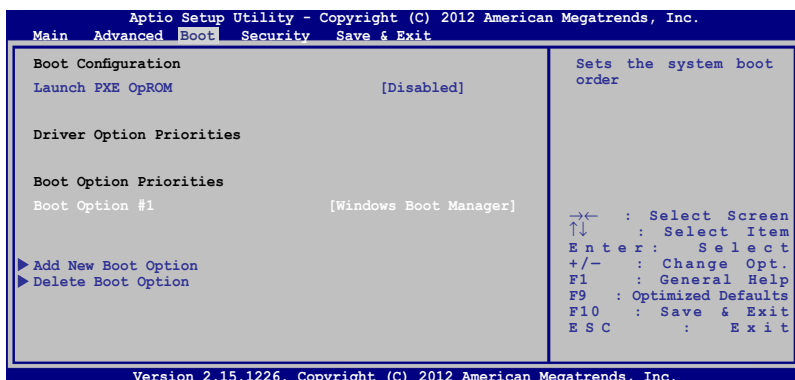 Aptio Setup Utility - Copyright (C) 2012 American Megatrends, Inc.
Main Advanced Boot Security Save & Exit
Boot Configuration
Launch PXE OpROM [Disabled]
Driver Option Priorities
Boot Option Priorities
Boot Option #1 [Windows Boot Manager]
Add New Boot Option
Delete Boot Option
Sets the system boot
order
→← : Select Screen
↑↓ : Select Item
Enter: Select
+/— : Change Opt.
F1 : General Help
F9 : Optimized Defaults
F10 : Save & Exit
ESC : Exit
Version 2.15.1226. Copyright (C) 2012 American Megatrends, Inc.